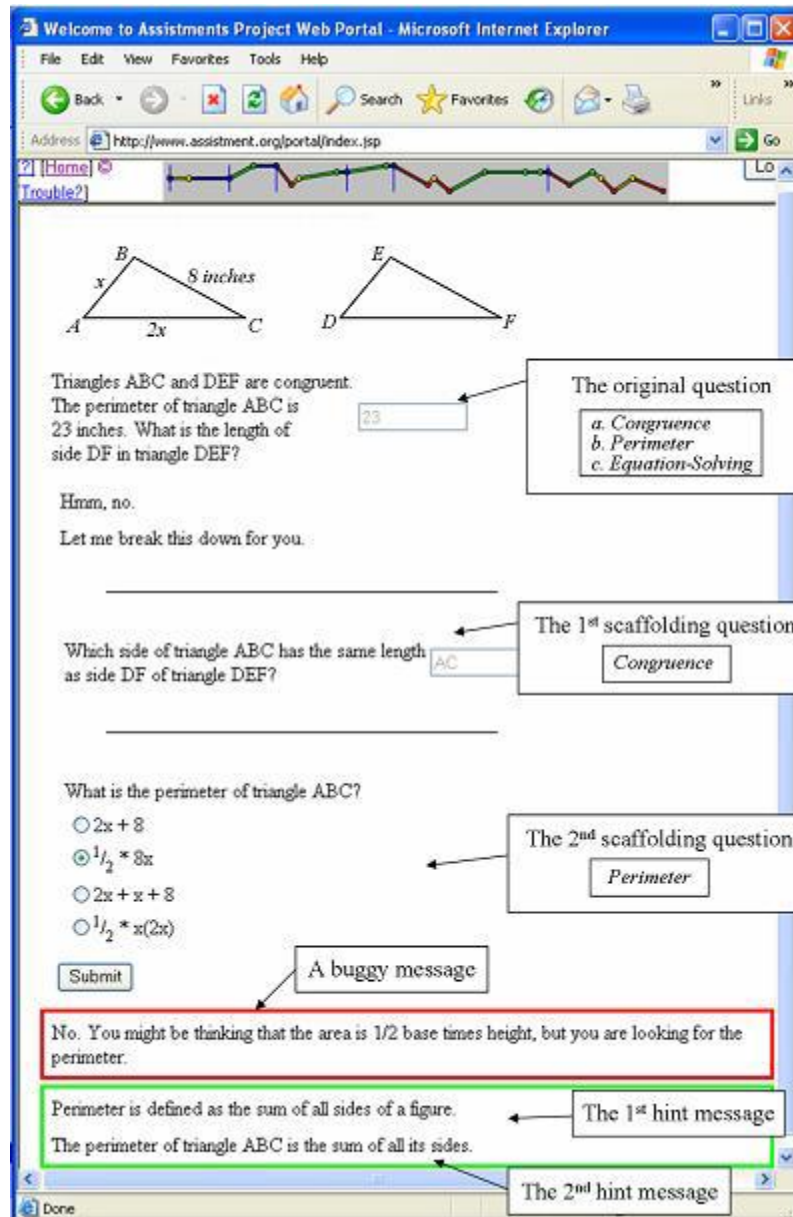 Welcome to Assistments Project Web Portal - Microsoft Internet Explorer
File Edit View Favorites Tools Help
Back Search Favorites Links
Address http://www.assistment.org/portal/index.jsp Go
?] [Home] ©
Trouble?]
Lo
B
x
8 inches
A
2x
C
E
D
F
Triangles ABC and DEF are congruent.
The perimeter of triangle ABC is
23 inches. What is the length of
side DF in triangle DEF?
23
The original question
a. Congruence
b. Perimeter
c. Equation-Solving
Hmm, no.
Let me break this down for you.
The 1st scaffolding question
Congruence
Which side of triangle ABC has the same length
as side DF of triangle DEF?
AC
What is the perimeter of triangle ABC?
2x + 8
1/2 * 8x
2x + x + 8
1/2 * x(2x)
The 2nd scaffolding question
Perimeter
Submit
A buggy message
No. You might be thinking that the area is 1/2 base times height, but you are looking for the
perimeter.
Perimeter is defined as the sum of all sides of a figure.
The 1st hint message
The perimeter of triangle ABC is the sum of all its sides.
The 2nd hint message
Done